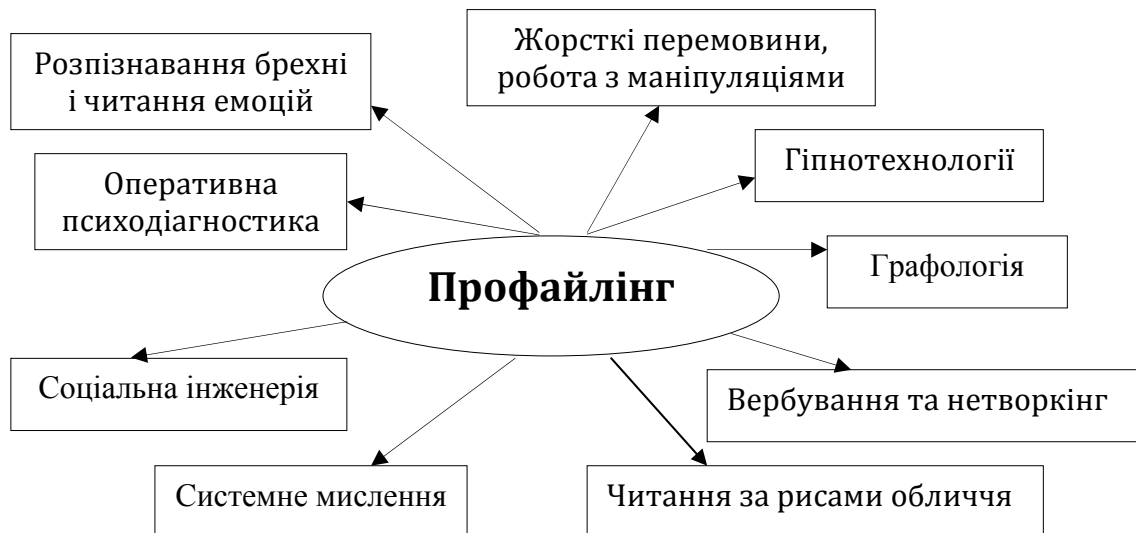 Жорсткі перемовини,
робота з маніпуляціями
Розпізнавання брехні
і читання емоцій
Гіпнотехнології
Оперативна
психодіагностика
Графологія
Профайлінг
Соціальна інженерія
Вербування та нетворкінг
Системне мислення
Читання за рисами обличчя